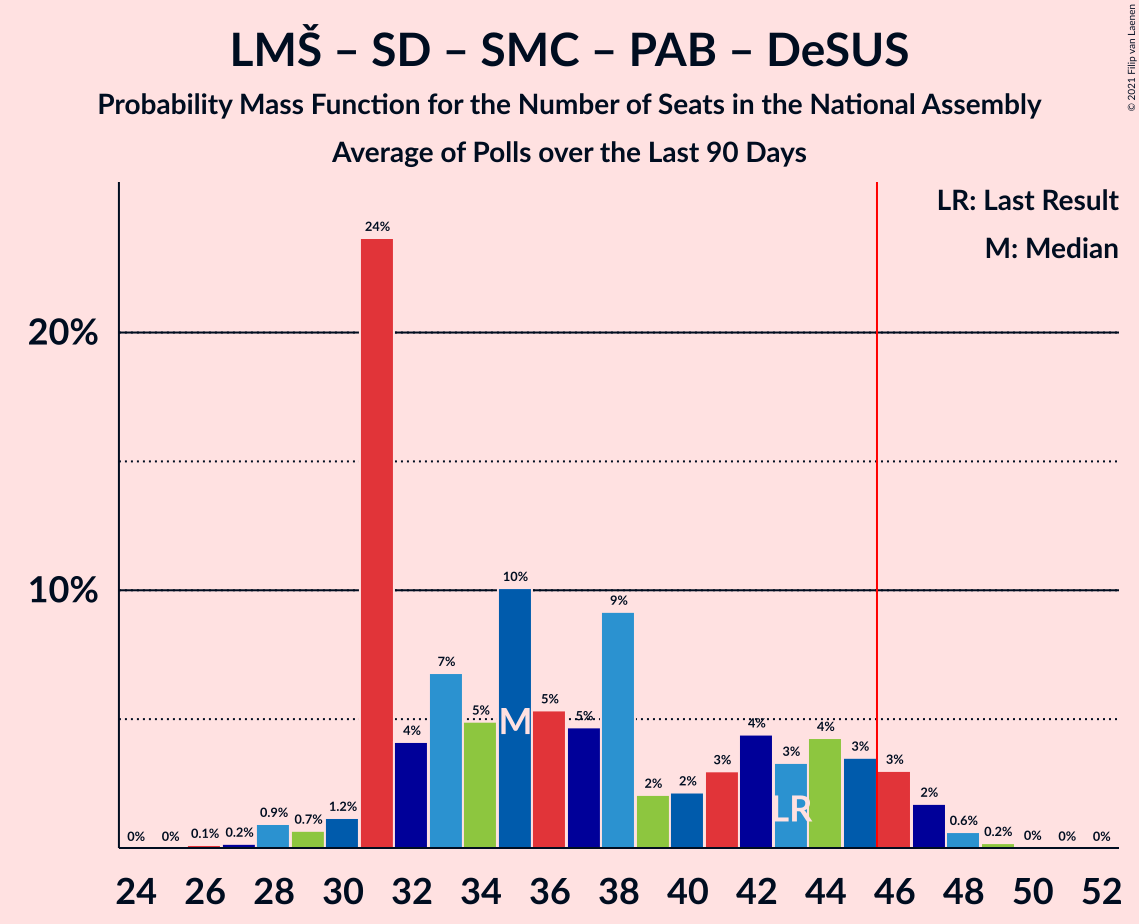 LMŠ – SD – SMC – PAB – DeSUS
Probability Mass Function for the Number of Seats in the National Assembly
Average of Polls over the Last 90 Days
© 2021 Filip van Laenen
LR: Last Result
M: Median
20%
10%
0% 0% 0.1% 0.2% 0.9% 0.7% 1.2% 24% 4% 7% 5% 10% 5% 5% 9% 2% 2% 3% 4% 3% 4% 3% 3% 2% 0.6% 0.2% 0% 0% 0%
M
LR
24 26 28 30 32 34 36 38 40 42 44 46 48 50 52